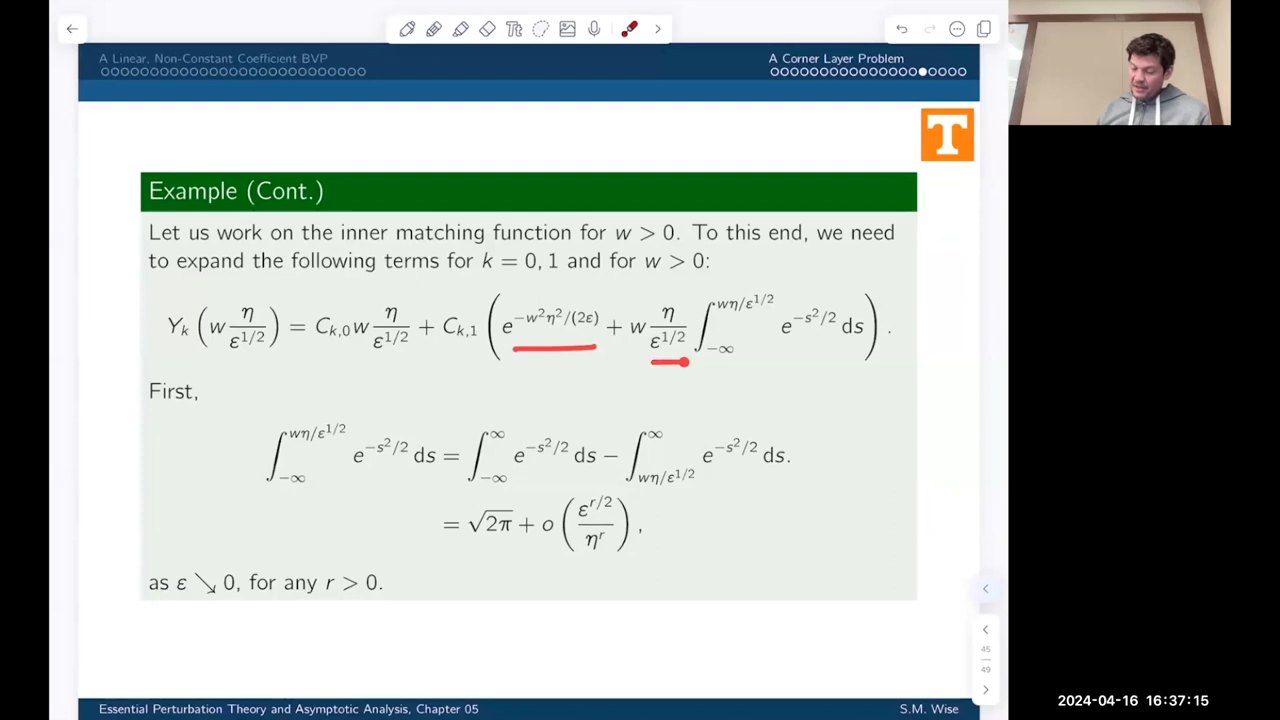 A Linear, Non-Constant Coefficient BVP
A Corner Layer Problem
T
Example (Cont.)
Let us work on the inner matching function for w > 0. To this end, we need
to expand the following terms for k = 0, 1 and for w > 0:
Y_k (w η/ε^{1/2}) = C_{k,0} w η/ε^{1/2} + C_{k,1} (e^{−w²η²/(2ε)} + w η/ε^{1/2} ∫_{−∞}^{wη/ε^{1/2}} e^{−s²/2} ds).
First,
∫_{−∞}^{wη/ε^{1/2}} e^{−s²/2} ds = ∫_{−∞}^{∞} e^{−s²/2} ds − ∫_{wη/ε^{1/2}}^{∞} e^{−s²/2} ds.
= √2π + o (ε^{r/2}/η^r),
as ε ↘ 0, for any r > 0.
45
49
Essential Perturbation Theory and Asymptotic Analysis, Chapter 05
S.M. Wise
2024-04-16 16:37:15